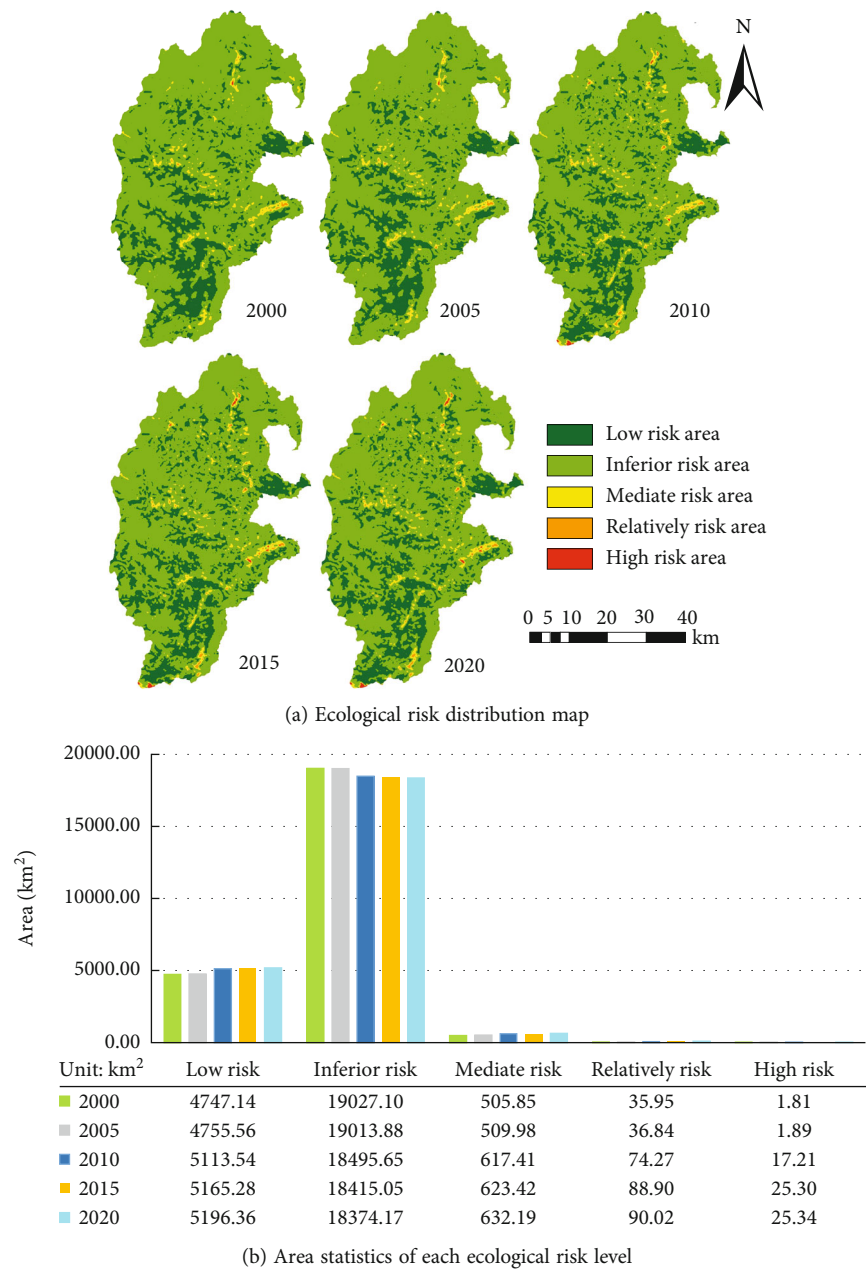 N
2000
2005
2010
2015
2020
Low risk area
Inferior risk area
Mediate risk area
Relatively risk area
High risk area
0 5 10 20 30 40
km
(a) Ecological risk distribution map
20000.00
15000.00
10000.00
5000.00
0.00
Area (km²)
Unit: km² Low risk Inferior risk Mediate risk Relatively risk High risk
2000 4747.14 19027.10 505.85 35.95 1.81
2005 4755.56 19013.88 509.98 36.84 1.89
2010 5113.54 18495.65 617.41 74.27 17.21
2015 5165.28 18415.05 623.42 88.90 25.30
2020 5196.36 18374.17 632.19 90.02 25.34
(b) Area statistics of each ecological risk level